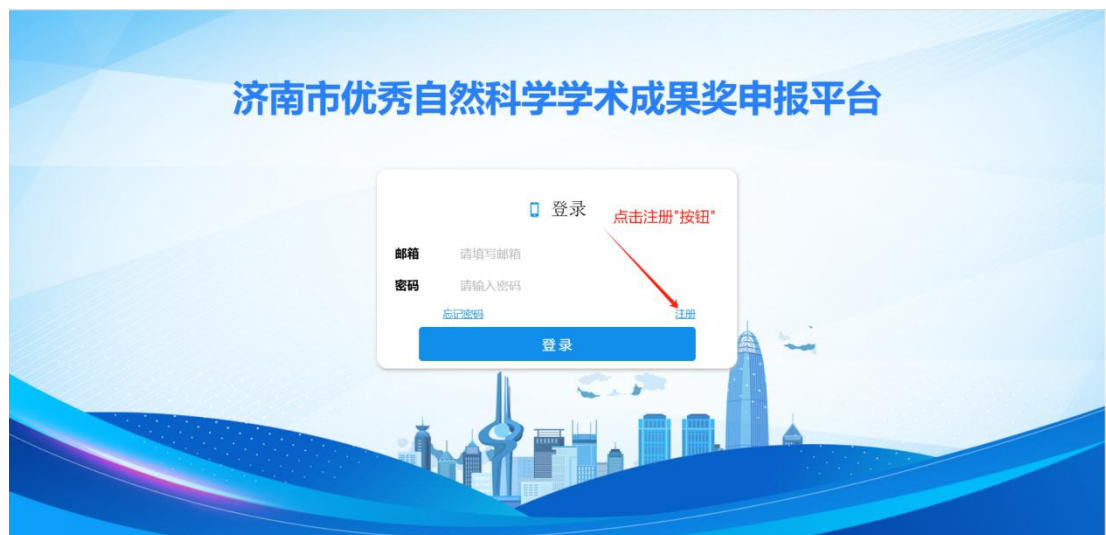 济南市优秀自然科学学术成果奖申报平台
登录
点击注册"按钮"
邮箱 请填写邮箱
密码 请输入密码
忘记密码 注册
登录